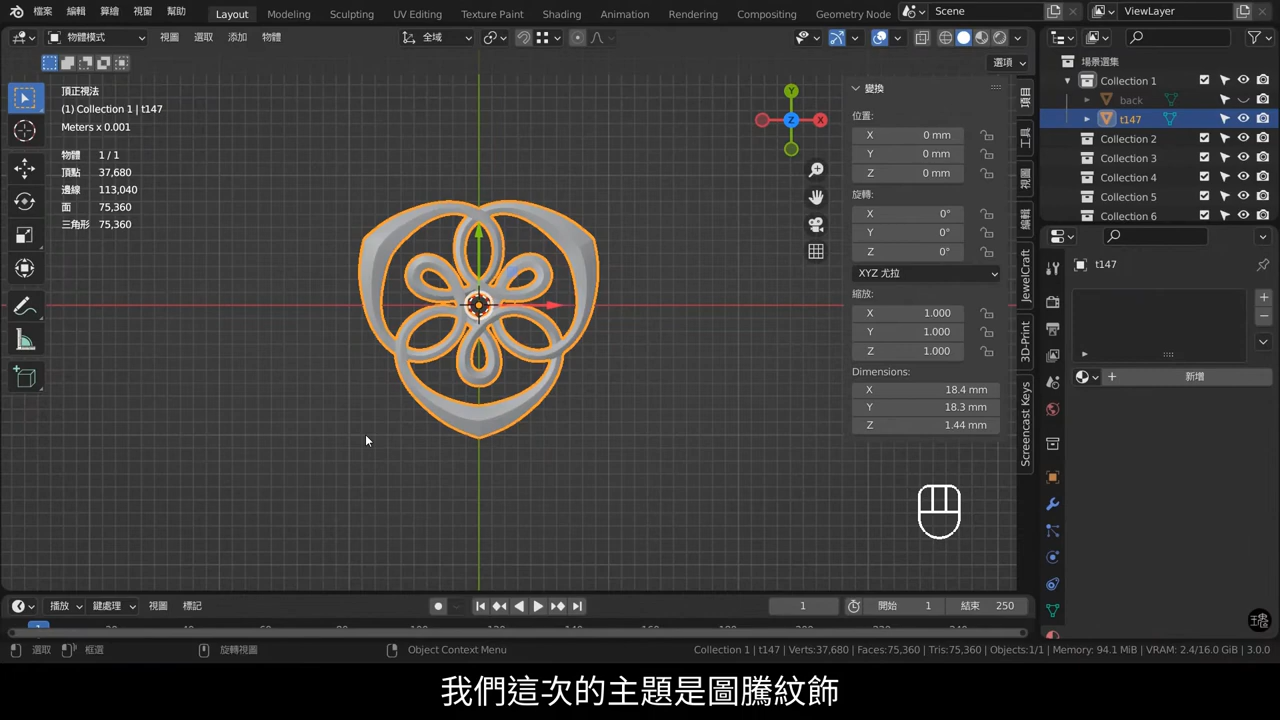 檔案 編輯 算繪 視窗 幫助 Layout Modeling Sculpting UV Editing Texture Paint Shading Animation Rendering Compositing Geometry Node Scene ViewLayer
物體模式 視圖 選取 添加 物體 全域
選項
頂正視法
(1) Collection 1 | t147
Meters x 0.001
物體 1 / 1
頂點 37,680
邊線 113,040
面 75,360
三角形 75,360
Y
X
Z
變換
位置:
X 0 mm
Y 0 mm
Z 0 mm
旋轉:
X 0°
Y 0°
Z 0°
XYZ 尤拉
縮放:
X 1.000
Y 1.000
Z 1.000
Dimensions:
X 18.4 mm
Y 18.3 mm
Z 1.44 mm
項目
工具
視圖
編輯
JewelCraft
3D-Print
Screencast Keys
場景選集
Collection 1
back
t147
Collection 2
Collection 3
Collection 4
Collection 5
Collection 6
t147
新增
播放 鍵處理 視圖 標記 1 開始 1 結束 250
1
選取 框選 旋轉視圖 Object Context Menu Collection 1 | t147 | Verts:37,680 | Faces:75,360 | Tris:75,360 | Objects:1/1 | Memory: 94.1 MiB | VRAM: 2.4/16.0 GiB | 3.0.0
我們這次的主題是圖騰紋飾